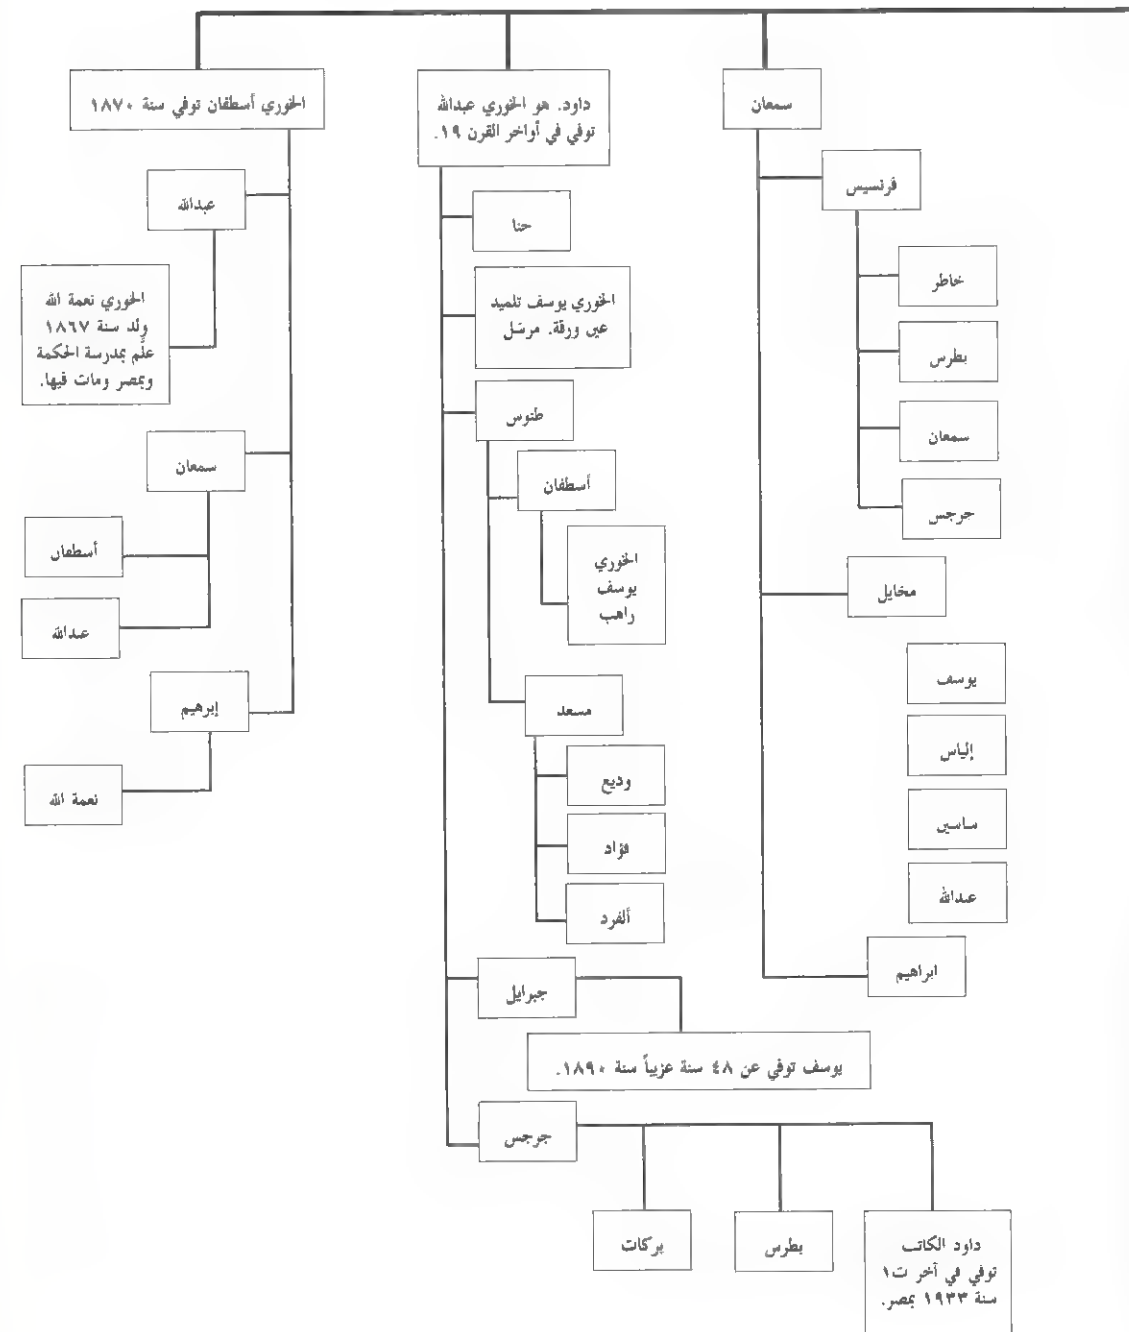 سمعان
فرنسيس
خاطر
بطرس
سمعان
جرجس
مخايل
يوسف
إلياس
ساسين
عبدالله
ابراهيم
داود. هو الخوري عبدالله
توفي في أواخر القرن ١٩.
حنا
الخوري يوسف تلميد
عين ورقة. مرسَل
طنوس
أسطفان
الخوري
يوسف
راهب
مسعد
وديع
فؤاد
ألفرد
جبرايل
يوسف توفي عن ٤٨ سنة عزيباً سنة ١٨٩٠.
جرجس
داود الكاتب
توفي في آخر ت١
سنة ١٩٣٣ بمصر.
بطرس
بركات
الخوري أسطفان توفي سنة ١٨٧٠
عبدالله
الخوري نعمة الله
ولد سنة ١٨٦٧
علَّم بمدرسة الحكمة
وبمصر ومات فيها.
سمعان
أسطفان
عبدالله
إبرهيم
نعمة الله